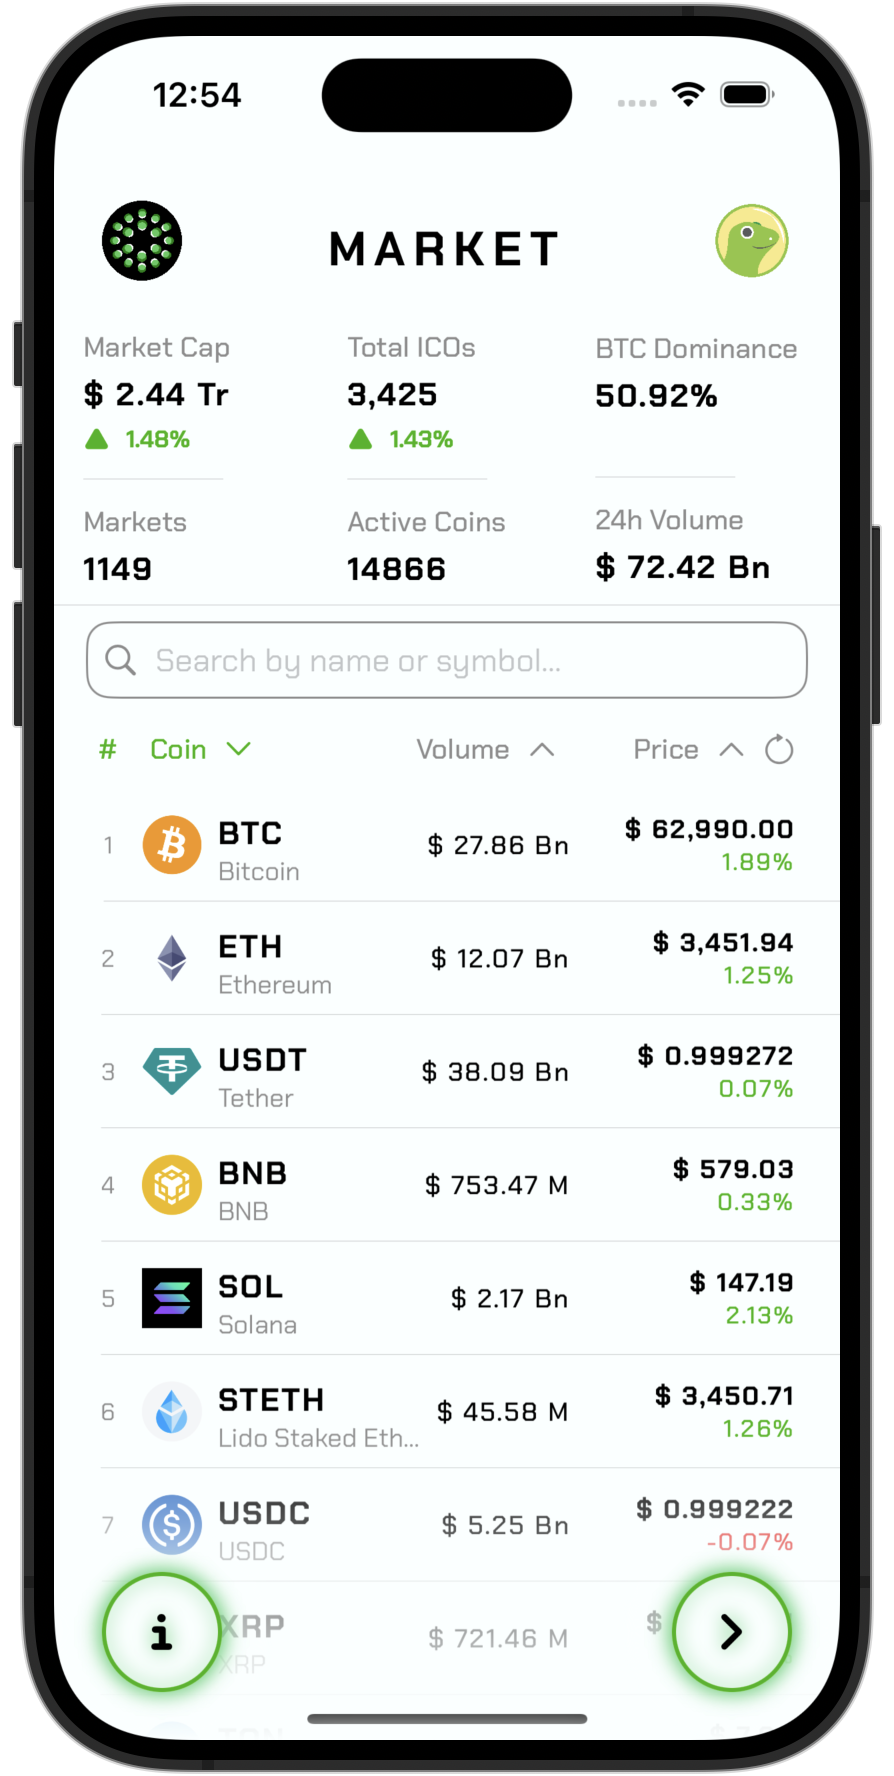 12:54
MARKET
Market Cap
$ 2.44 Tr
1.48%
Total ICOs
3,425
1.43%
BTC Dominance
50.92%
Markets
1149
Active Coins
14866
24h Volume
$ 72.42 Bn
Search by name or symbol...
# Coin Volume Price
1 BTC $ 27.86 Bn $ 62,990.00
Bitcoin 1.89%
2 ETH $ 12.07 Bn $ 3,451.94
Ethereum 1.25%
3 USDT $ 38.09 Bn $ 0.999272
Tether 0.07%
4 BNB $ 753.47 M $ 579.03
BNB 0.33%
5 SOL $ 2.17 Bn $ 147.19
Solana 2.13%
6 STETH $ 45.58 M $ 3,450.71
Lido Staked Eth... 1.26%
7 USDC $ 5.25 Bn $ 0.999222
USDC -0.07%
XRP $ 721.46 M $
XRP
i
TON $ 7